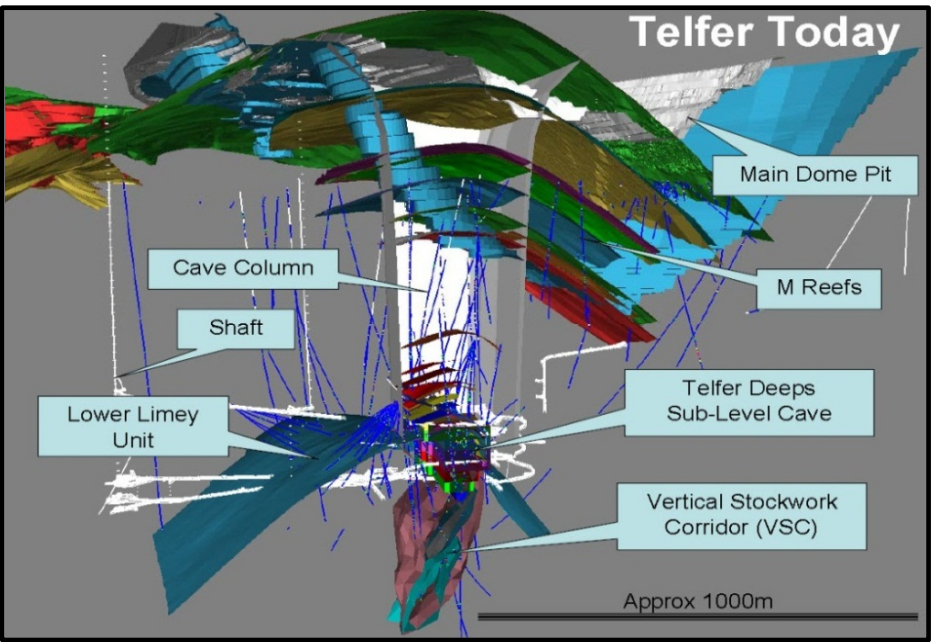 Telfer Today
Main Dome Pit
Cave Column
M Reefs
Shaft
Telfer Deeps
Sub-Level Cave
Lower Limey
Unit
Vertical Stockwork
Corridor (VSC)
Approx 1000m